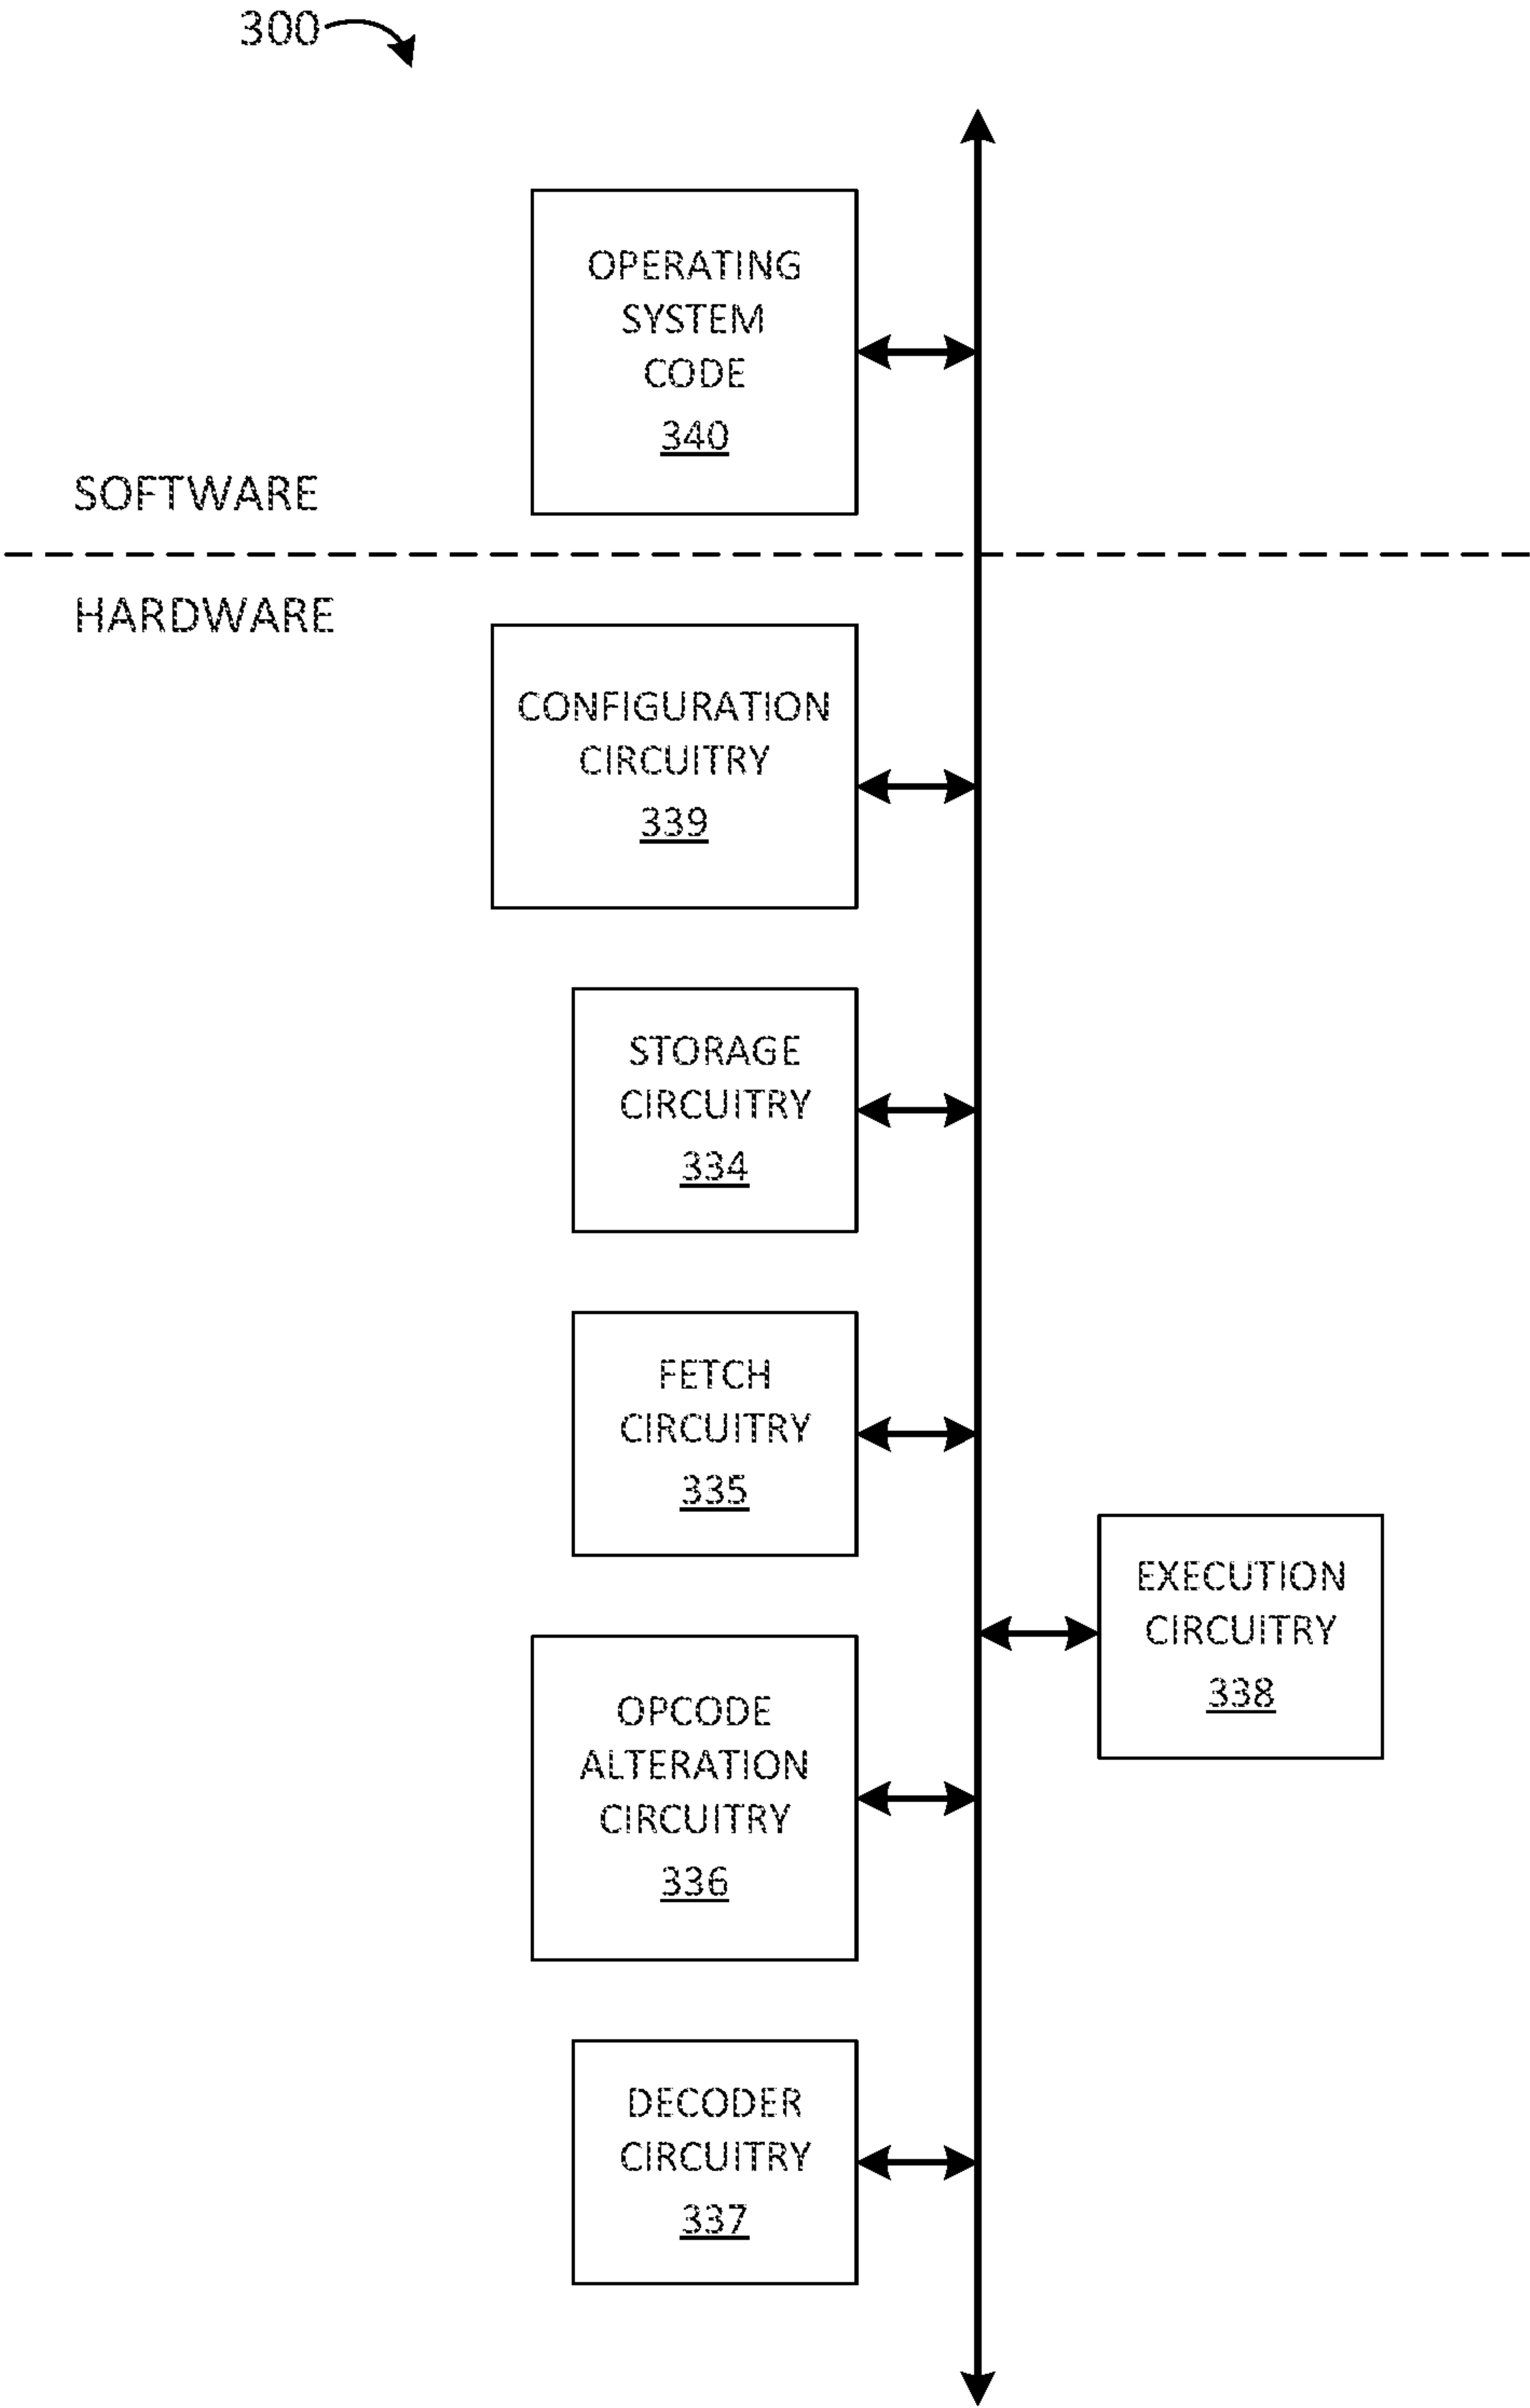 300
OPERATING
SYSTEM
CODE
340
SOFTWARE
HARDWARE
CONFIGURATION
CIRCUITRY
339
STORAGE
CIRCUITRY
334
FETCH
CIRCUITRY
335
EXECUTION
CIRCUITRY
338
OPCODE
ALTERATION
CIRCUITRY
336
DECODER
CIRCUITRY
337